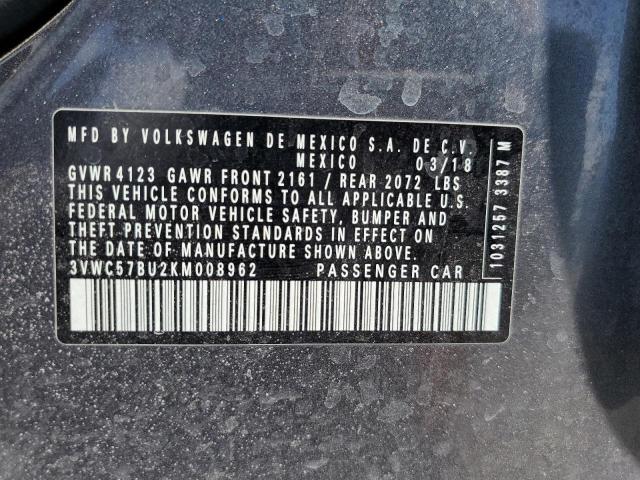 MFD BY VOLKSWAGEN DE MEXICO S.A. DE C.V.
MEXICO 03/18
GVWR 4123 GAWR FRONT 2161 / REAR 2072 LBS
THIS VEHICLE CONFORMS TO ALL APPLICABLE U.S.
FEDERAL MOTOR VEHICLE SAFETY, BUMPER AND
THEFT PREVENTION STANDARDS IN EFFECT ON
THE DATE OF MANUFACTURE SHOWN ABOVE.
3VWC57BU2KM008962 PASSENGER CAR
1031257 3387 M